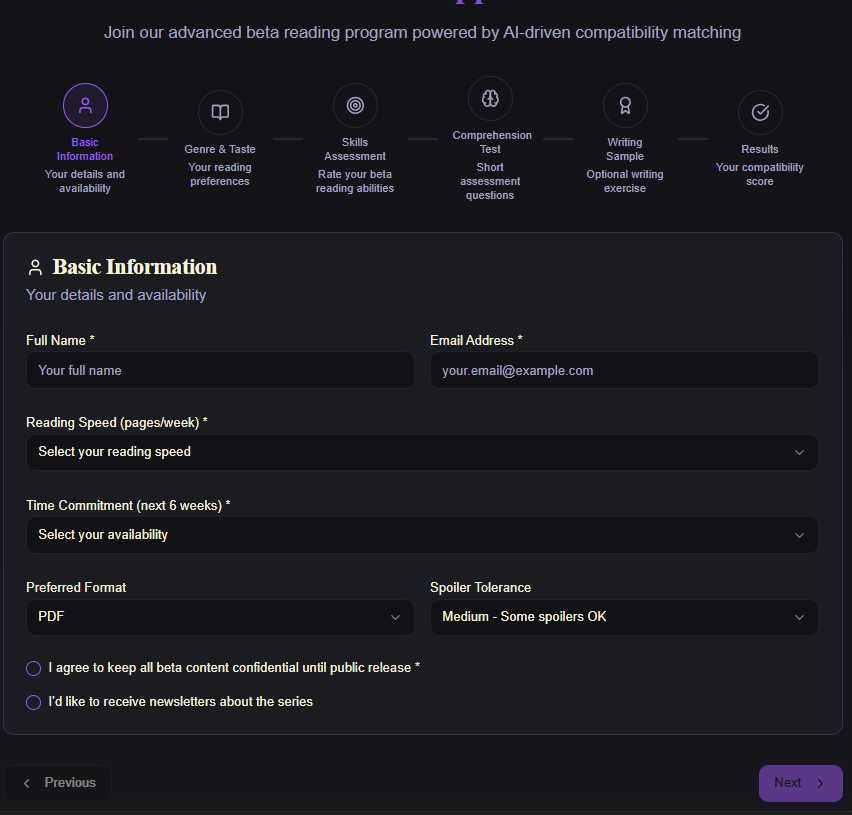 Join our advanced beta reading program powered by AI-driven compatibility matching
Basic
Information
Your details and
availability
Genre & Taste
Your reading
preferences
Skills
Assessment
Rate your beta
reading abilities
Comprehension
Test
Short
assessment
questions
Writing
Sample
Optional writing
exercise
Results
Your compatibility
score
Basic Information
Your details and availability
Full Name *
Your full name
Email Address *
your.email@example.com
Reading Speed (pages/week) *
Select your reading speed
Time Commitment (next 6 weeks) *
Select your availability
Preferred Format
PDF
Spoiler Tolerance
Medium - Some spoilers OK
I agree to keep all beta content confidential until public release *
I'd like to receive newsletters about the series
Previous
Next